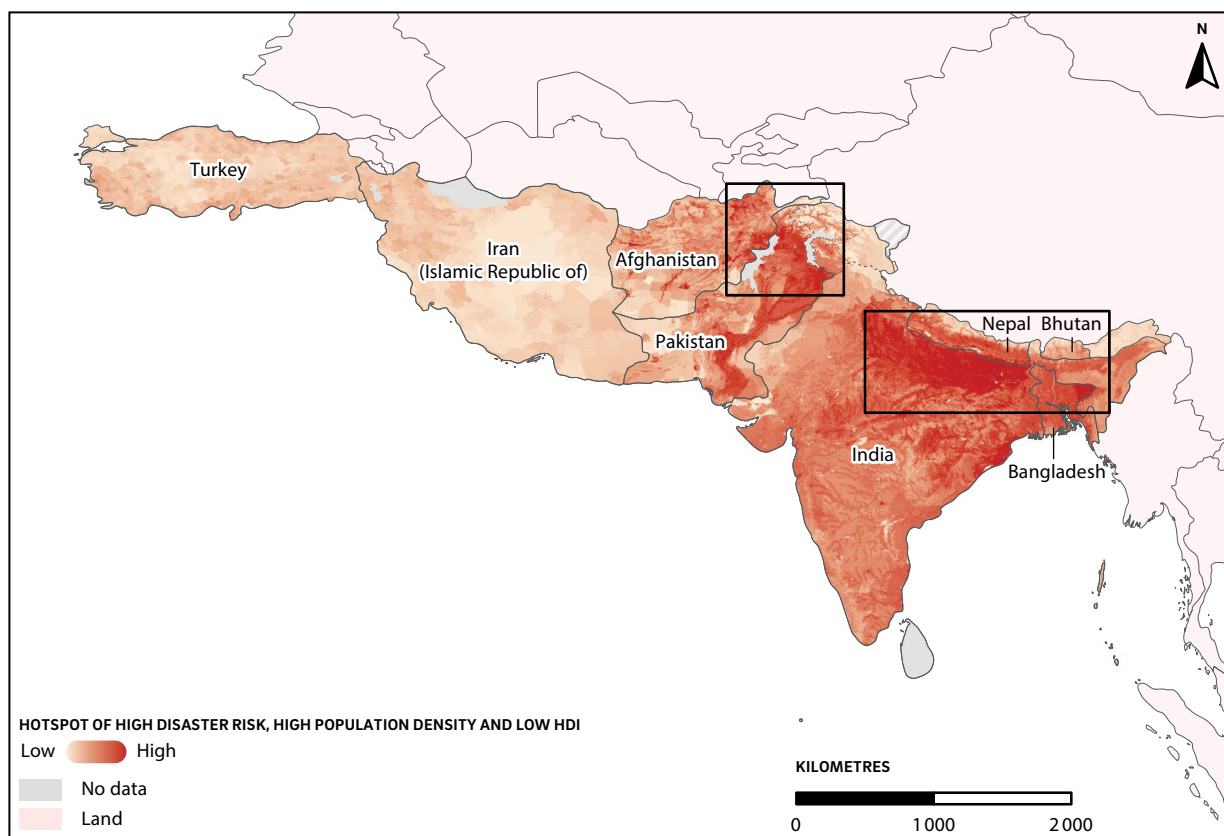 N
Turkey
Iran
(Islamic Republic of)
Afghanistan
Pakistan
Nepal
Bhutan
India
Bangladesh
HOTSPOT OF HIGH DISASTER RISK, HIGH POPULATION DENSITY AND LOW HDI
Low
High
No data
Land
KILOMETRES
0
1 000
2 000